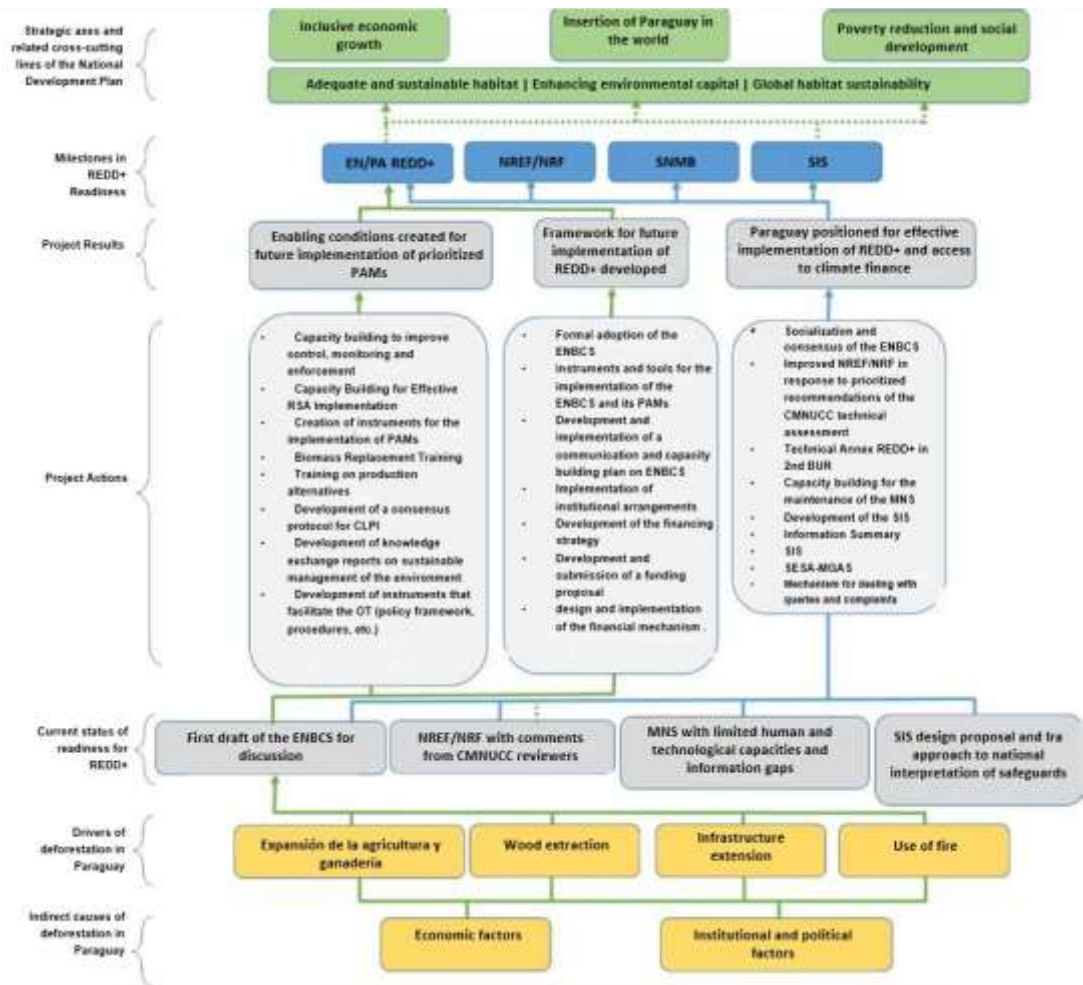 Strategic axes and
related cross-cutting
lines of the National
Development Plan
Inclusive economic
growth
Insertion of Paraguay in
the world
Poverty reduction and social
development
Adequate and sustainable habitat | Enhancing environmental capital | Global habitat sustainability
Milestones in
REDD+
Readiness
EN/PA REDD+
NREF/NRF
SNMB
SIS
Project Results
Enabling conditions created for
future implementation of prioritized
PAMs
Framework for future
implementation of
REDD+ developed
Paraguay positioned for effective
implementation of REDD+ and access
to climate finance
Project Actions
• Capacity building to improve
control, monitoring and
enforcement
• Capacity Building for Effective
RSA Implementation
• Creation of instruments for the
implementation of PAMs
• Biomass Replacement Training
• Training on production
alternatives
• Development of a consensus
protocol for CLPI
• Development of knowledge
exchange reports on sustainable
management of the environment
• Development of instruments that
facilitate the OT (policy framework,
procedures, etc.)
• Formal adoption of the
ENBCS
• Instruments and tools for the
implementation of the
ENBCS and its PAMs
• Development and
implementation of a
communication and capacity
building plan on ENBCS
• Implementation of
institutional arrangements
• Development of the financing
strategy
• Development and
submission of a funding
proposal
• design and implementation
of the financial mechanism .
• Socialization and
consensus of the ENBCS
• Improved NREF/NRF in
response to prioritized
recommendations of the
CMNUCC technical
assessment
• Technical Annex REDD+ in
2nd BUR
• Capacity building for the
maintenance of the MNS
• Development of the SIS
• Information Summary
• SIS
• SESA-MGAS
• Mechanism for dealing with
queries and complaints
Current status of
readiness for
REDD+
First draft of the ENBCS for
discussion
NREF/NRF with comments
from CMNUCC reviewers
MNS with limited human and
technological capacities and
information gaps
SIS design proposal and Ira
approach to national
interpretation of safeguards
Drivers of
deforestation in
Paraguay
Expansión de la agricultura y
ganadería
Wood extraction
Infrastructure
extension
Use of fire
Indirect causes of
deforestation in
Paraguay
Economic factors
Institutional and political
factors